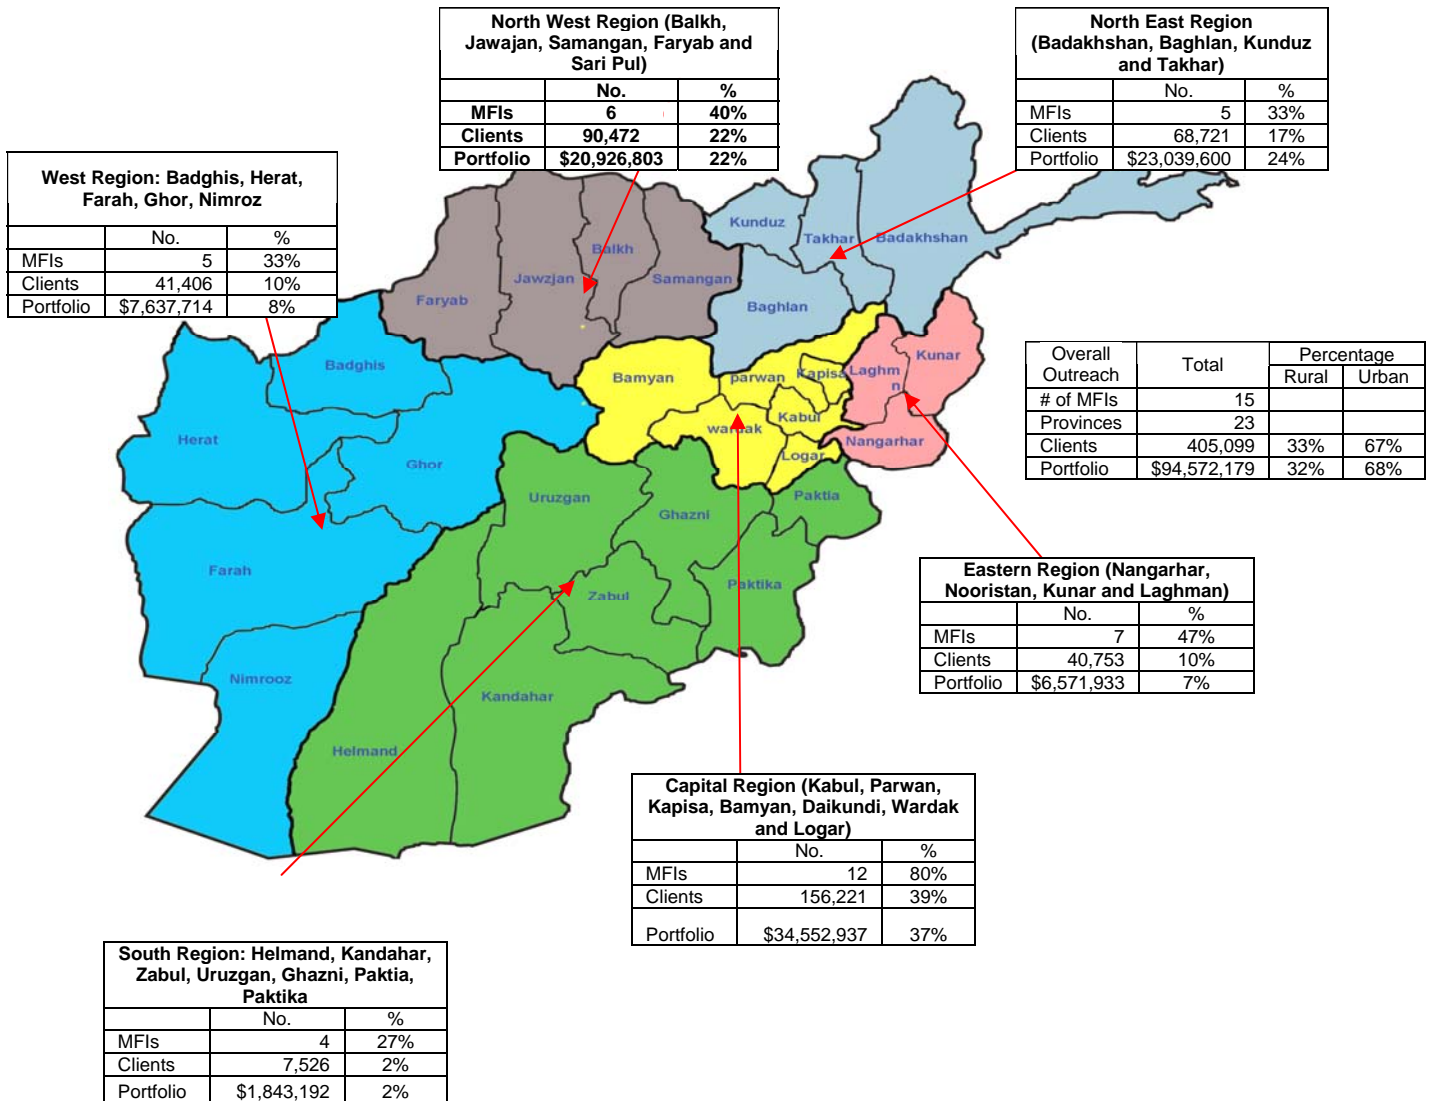 North West Region (Balkh,
Jawajan, Samangan, Faryab and
Sari Pul)
No. %
MFIs 6 40%
Clients 90,472 22%
Portfolio $20,926,803 22%
North East Region
(Badakhshan, Baghlan, Kunduz
and Takhar)
No. %
MFIs 5 33%
Clients 68,721 17%
Portfolio $23,039,600 24%
West Region: Badghis, Herat,
Farah, Ghor, Nimroz
No. %
MFIs 5 33%
Clients 41,406 10%
Portfolio $7,637,714 8%
Kunduz
Takhar
Badakhshan
Balkh
Jawzjan
Samangan
Faryab
Baghlan
Badghis
Bamyan
parwan
Kapisa
Laghm
n
Kunar
Kabul
wardak
Logar
Nangarhar
Herat
Ghor
Uruzgan
Ghazni
Paktia
Farah
Zabul
Paktika
Nimrooz
Kandahar
Helmand
Overall
Outreach Total Percentage
Rural Urban
# of MFIs 15
Provinces 23
Clients 405,099 33% 67%
Portfolio $94,572,179 32% 68%
Eastern Region (Nangarhar,
Nooristan, Kunar and Laghman)
No. %
MFIs 7 47%
Clients 40,753 10%
Portfolio $6,571,933 7%
Capital Region (Kabul, Parwan,
Kapisa, Bamyan, Daikundi, Wardak
and Logar)
No. %
MFIs 12 80%
Clients 156,221 39%
Portfolio $34,552,937 37%
South Region: Helmand, Kandahar,
Zabul, Uruzgan, Ghazni, Paktia,
Paktika
No. %
MFIs 4 27%
Clients 7,526 2%
Portfolio $1,843,192 2%